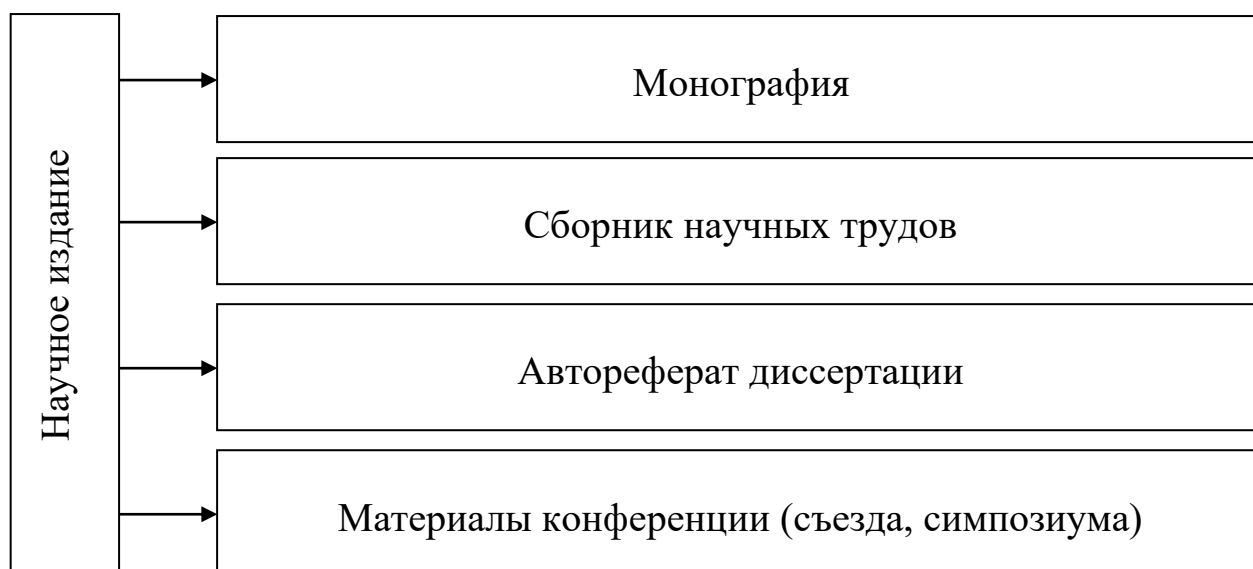 Научное издание
Монография
Сборник научных трудов
Автореферат диссертации
Материалы конференции (съезда, симпозиума)